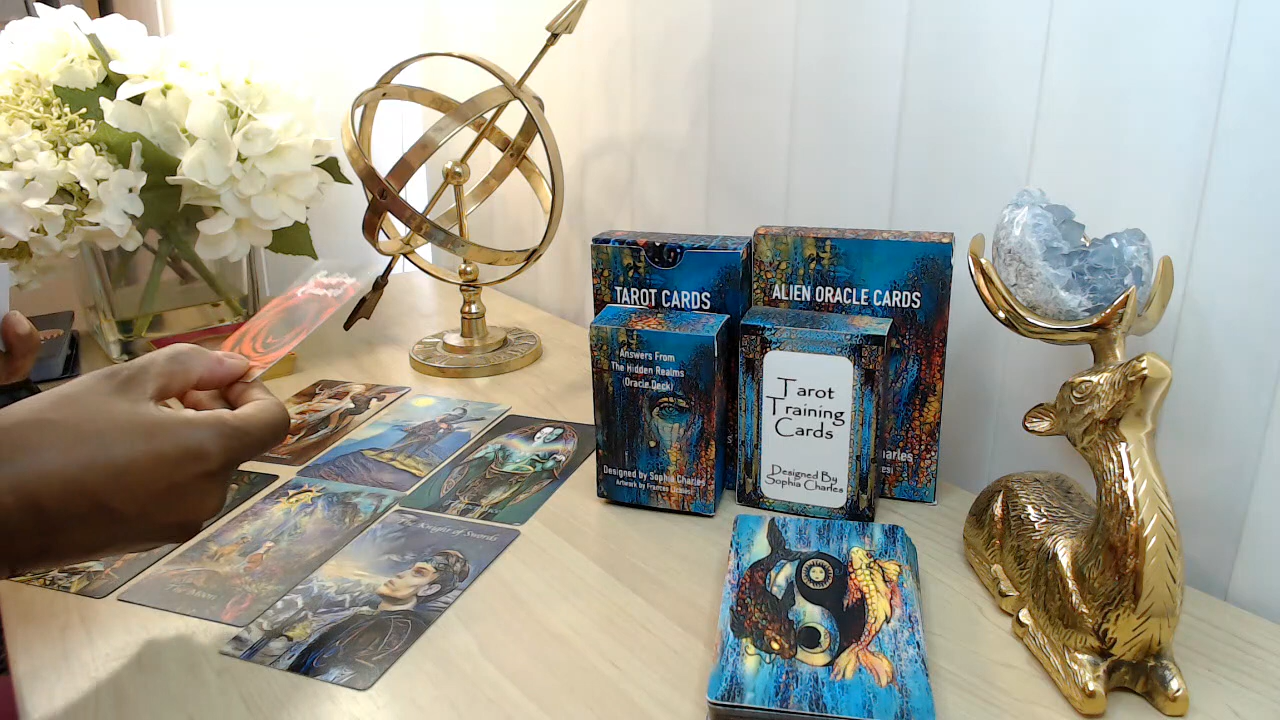 TAROT CARDS
ALIEN ORACLE CARDS
Answers From
The Hidden Realms
(Oracle Deck)
Designed by Sophia Charles
Tarot
Training
Cards
Designed By
Sophia Charles
The Knight of Swords
The Moon